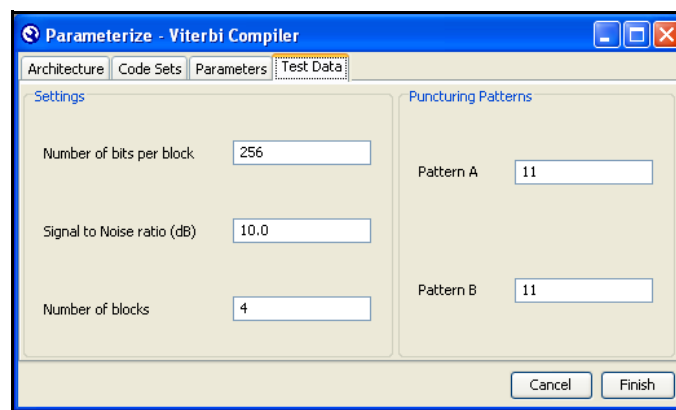 Parameterize - Viterbi Compiler
Architecture Code Sets Parameters Test Data
Settings
Number of bits per block 256
Signal to Noise ratio (dB) 10.0
Number of blocks 4
Puncturing Patterns
Pattern A 11
Pattern B 11
Cancel Finish